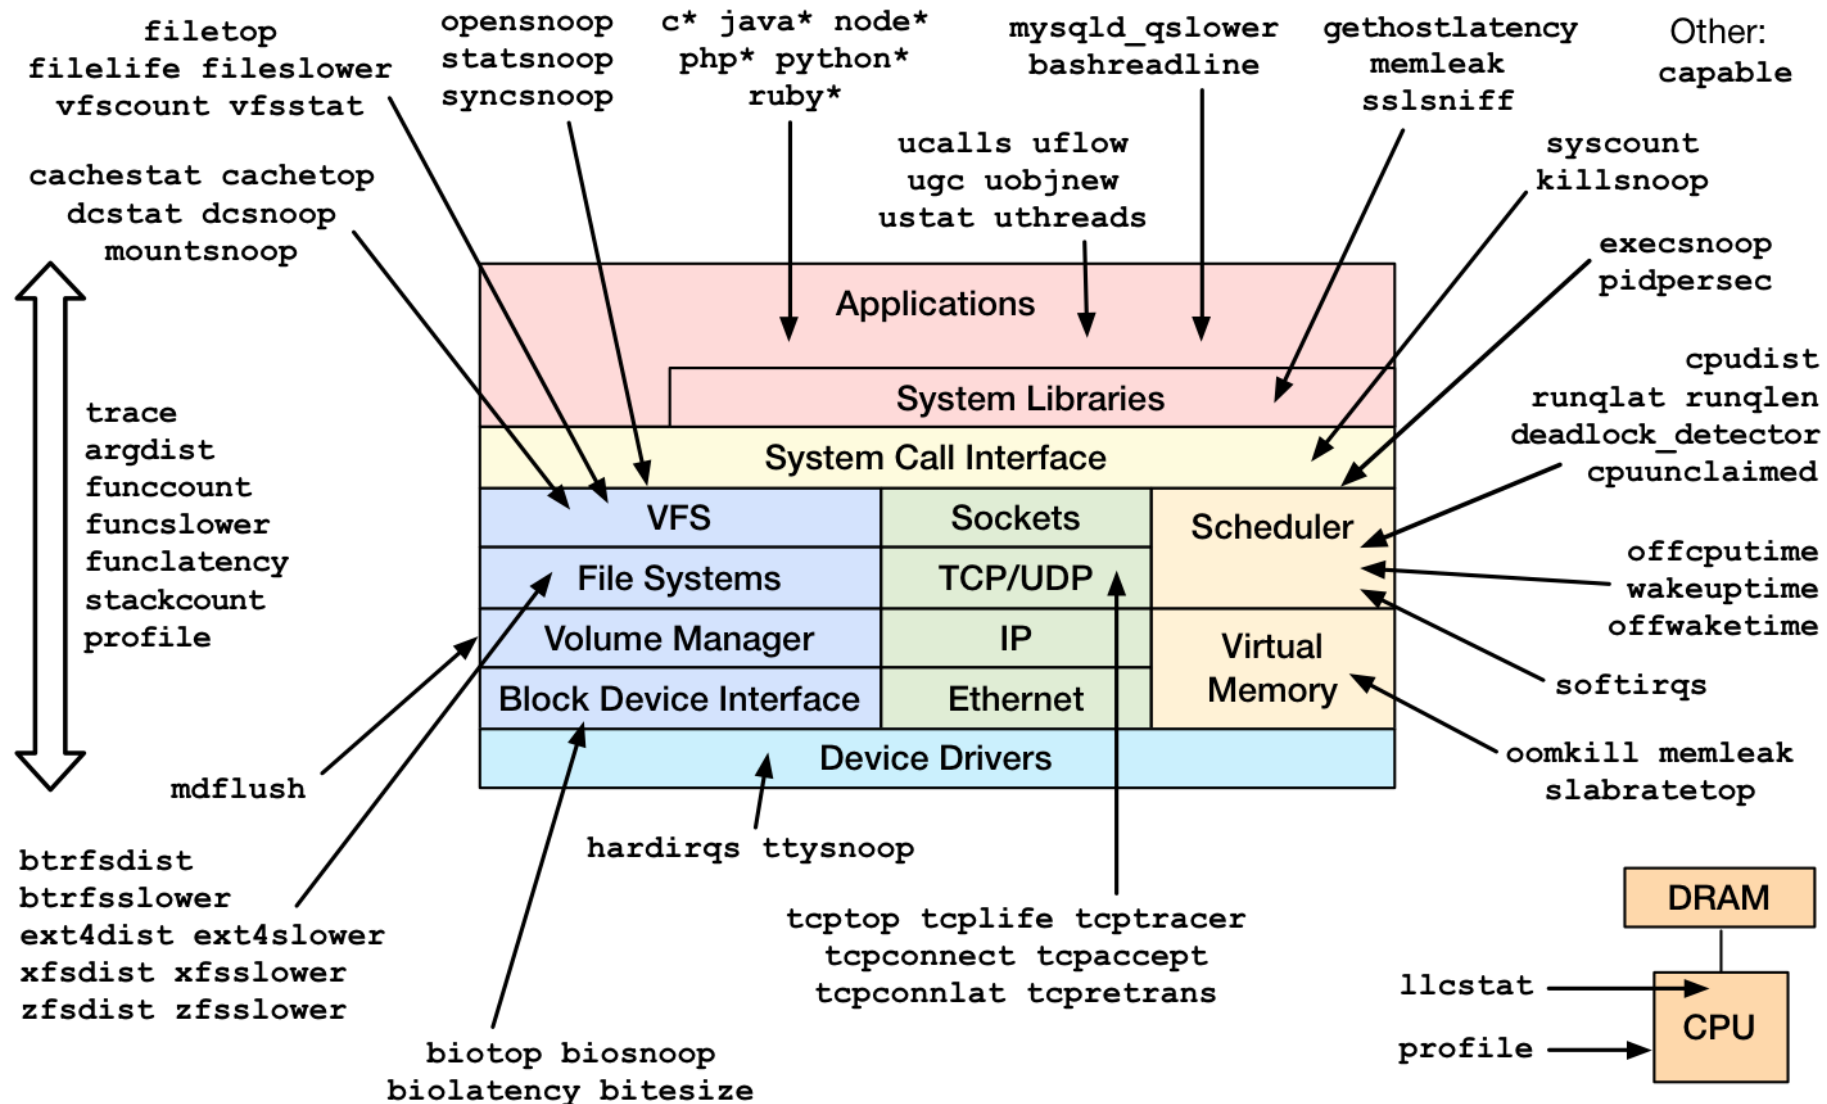 filetop
filelife fileslower
vfscount vfsstat
opensnoop
statsnoop
syncsnoop
c* java* node*
php* python*
ruby*
mysqld_qslower
bashreadline
gethostlatency
memleak
sslsniff
Other:
capable
ucalls uflow
ugc uobjnew
ustat uthreads
syscount
killsnoop
cachestat cachetop
dcstat dcsnoop
mountsnoop
execsnoop
pidpersec
Applications
System Libraries
System Call Interface
VFS
Sockets
Scheduler
File Systems
TCP/UDP
Volume Manager
IP
Virtual
Memory
Block Device Interface
Ethernet
Device Drivers
cpudist
runqlat runqlen
deadlock_detector
cpuunclaimed
offcputime
wakeuptime
offwaketime
softirqs
oomkill memleak
slabratetop
trace
argdist
funccount
funcslower
funclatency
stackcount
profile
mdflush
hardirqs ttysnoop
btrfsdist
btrfsslower
ext4dist ext4slower
xfsdist xfsslower
zfsdist zfsslower
tcptop tcplife tcptracer
tcpconnect tcpaccept
tcpconnlat tcpretrans
biotop biosnoop
biolatency bitesize
DRAM
llcstat
CPU
profile